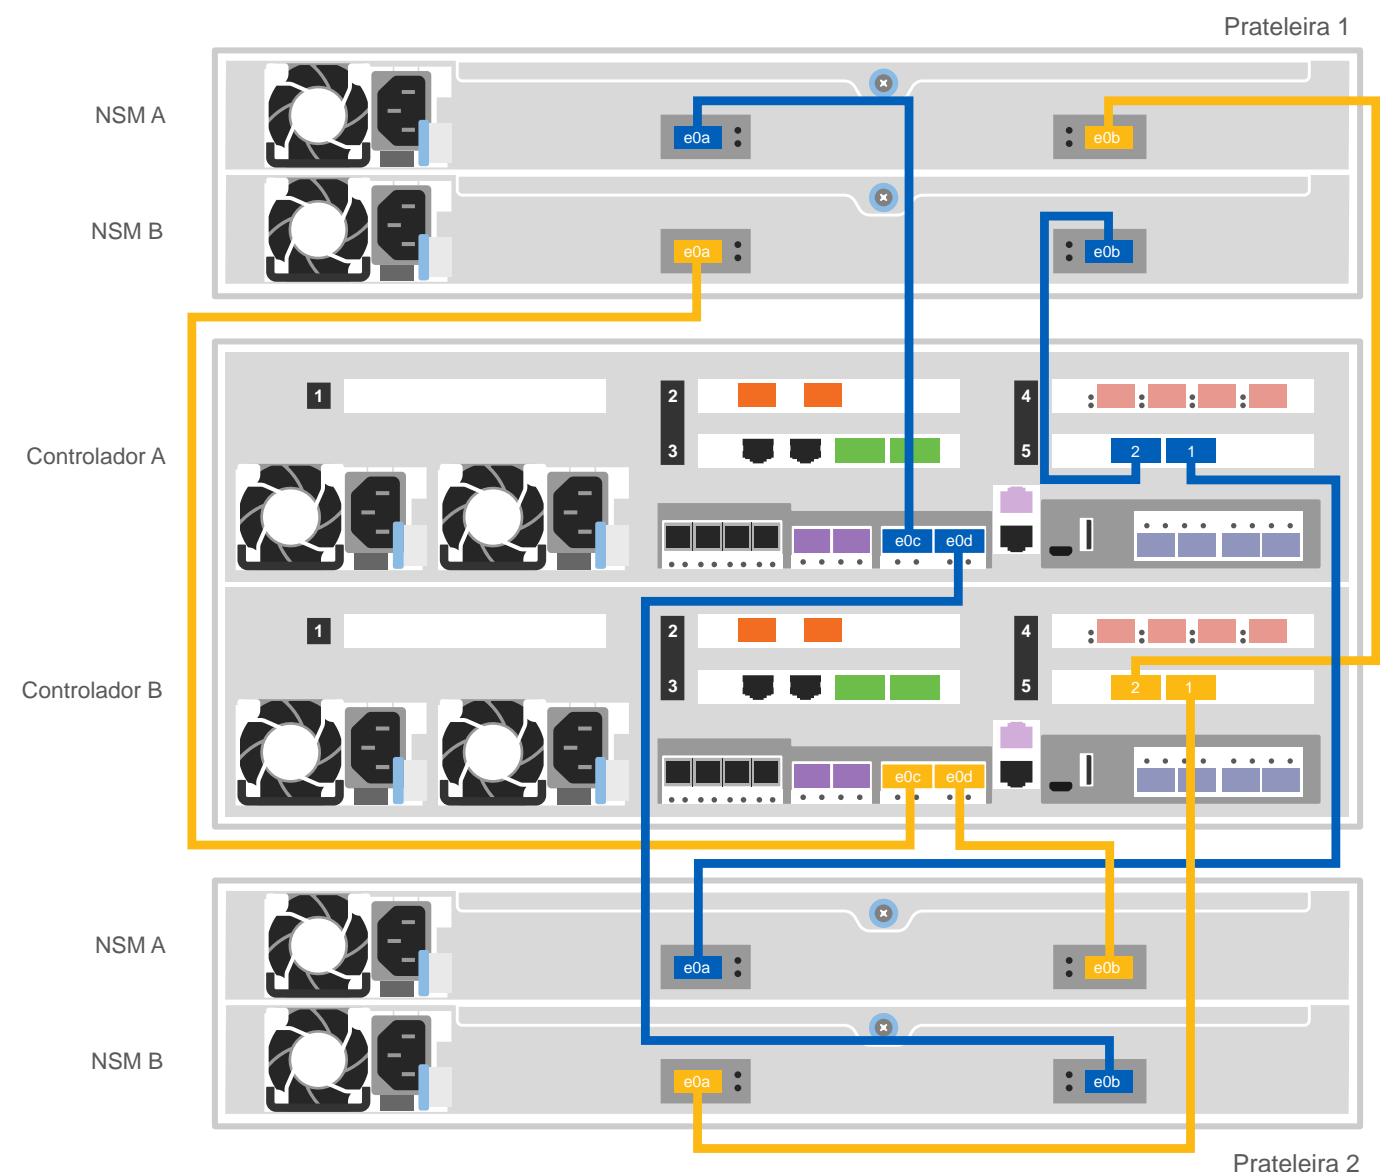 Prateleira 1
NSM A
e0a
e0b
NSM B
e0a
e0b
1
2
4
Controlador A
3
5
2
1
e0c
e0d
1
2
4
Controlador B
3
5
2
1
e0c
e0d
NSM A
e0a
e0b
NSM B
e0a
e0b
Prateleira 2